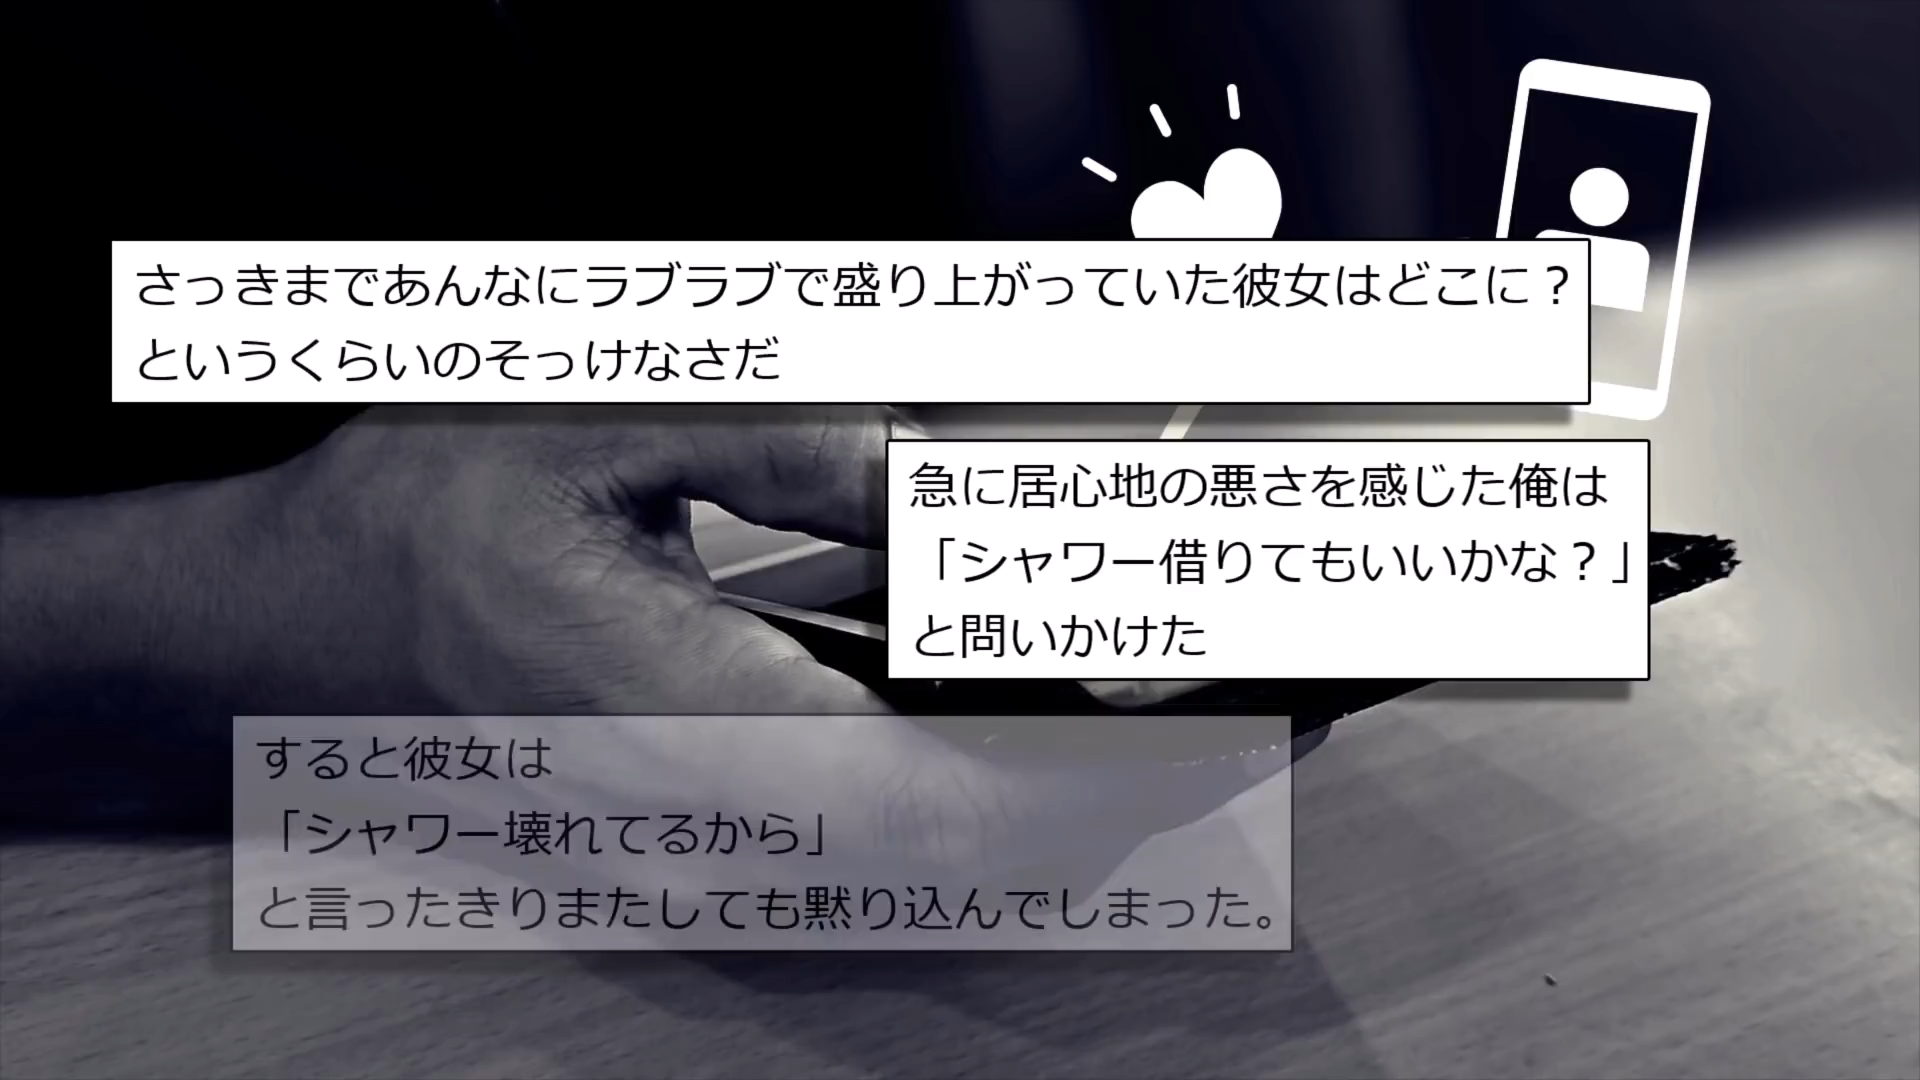 さっきまであんなにラブラブで盛り上がっていた彼女はどこに？
というくらいのそっけなさだ
急に居心地の悪さを感じた俺は
「シャワー借りてもいいかな？」
と問いかけた
すると彼女は
「シャワー壊れてるから」
と言ったきりまたしても黙り込んでしまった。